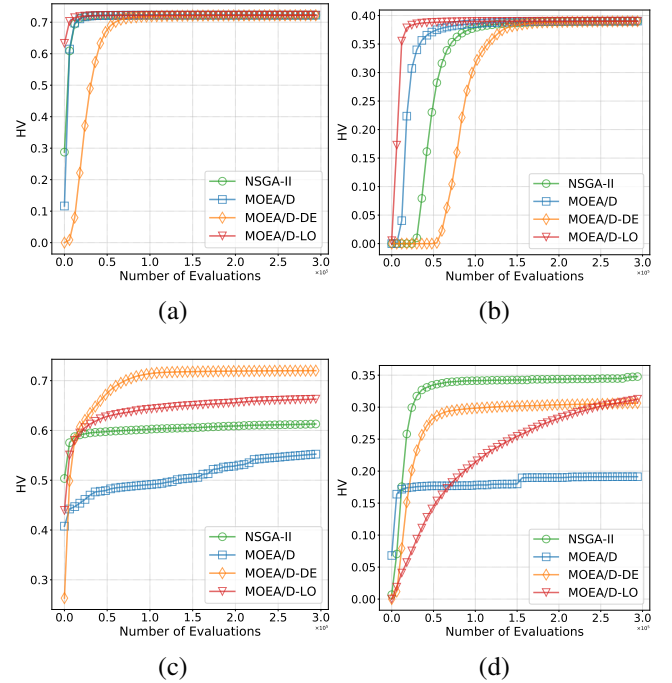 0.7
0.6
0.5
0.4
0.3
0.2
0.1
0.0
HV
NSGA-II
MOEA/D
MOEA/D-DE
MOEA/D-LO
0.0 0.5 1.0 1.5 2.0 2.5 3.0
Number of Evaluations
(a)
0.40
0.35
0.30
0.25
0.20
0.15
0.10
0.05
0.00
HV
NSGA-II
MOEA/D
MOEA/D-DE
MOEA/D-LO
0.0 0.5 1.0 1.5 2.0 2.5 3.0
Number of Evaluations
(b)
0.7
0.6
0.5
0.4
0.3
HV
NSGA-II
MOEA/D
MOEA/D-DE
MOEA/D-LO
0.0 0.5 1.0 1.5 2.0 2.5 3.0
Number of Evaluations
(c)
0.35
0.30
0.25
0.20
0.15
0.10
0.05
0.00
HV
NSGA-II
MOEA/D
MOEA/D-DE
MOEA/D-LO
0.0 0.5 1.0 1.5 2.0 2.5 3.0
Number of Evaluations
(d)